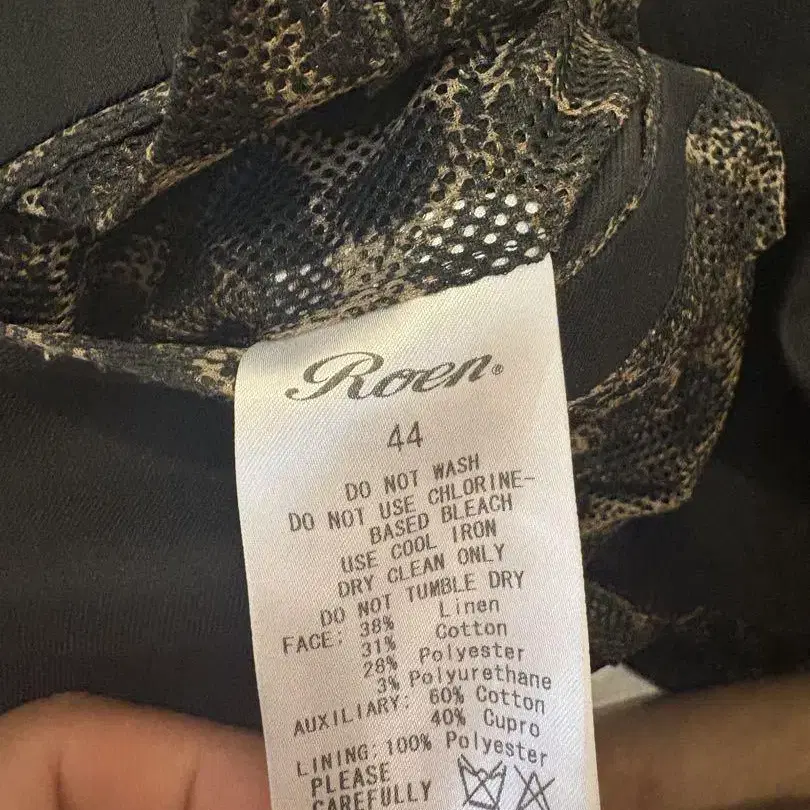 Roen®
44
DO NOT WASH
DO NOT USE CHLORINE-
BASED BLEACH
USE COOL IRON
DRY CLEAN ONLY
DO NOT TUMBLE DRY
FACE: 38% Linen
31% Cotton
28% Polyester
3% Polyurethane
AUXILIARY: 60% Cotton
40% Cupro
LINING: 100% Polyester
PLEASE
CAREFULLY